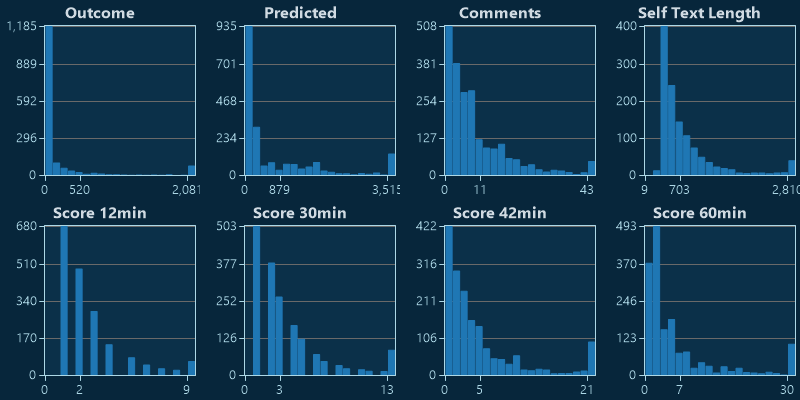 Outcome
1,185
889
592
296
0
0 520 2,081
Predicted
935
701
468
234
0
0 879 3,515
Comments
508
381
254
127
0
0 11 43
Self Text Length
400
300
200
100
0
9 703 2,810
Score 12min
680
510
340
170
0
0 2 9
Score 30min
503
377
252
126
0
0 3 13
Score 42min
422
316
211
106
0
0 5 21
Score 60min
493
370
246
123
0
0 7 30